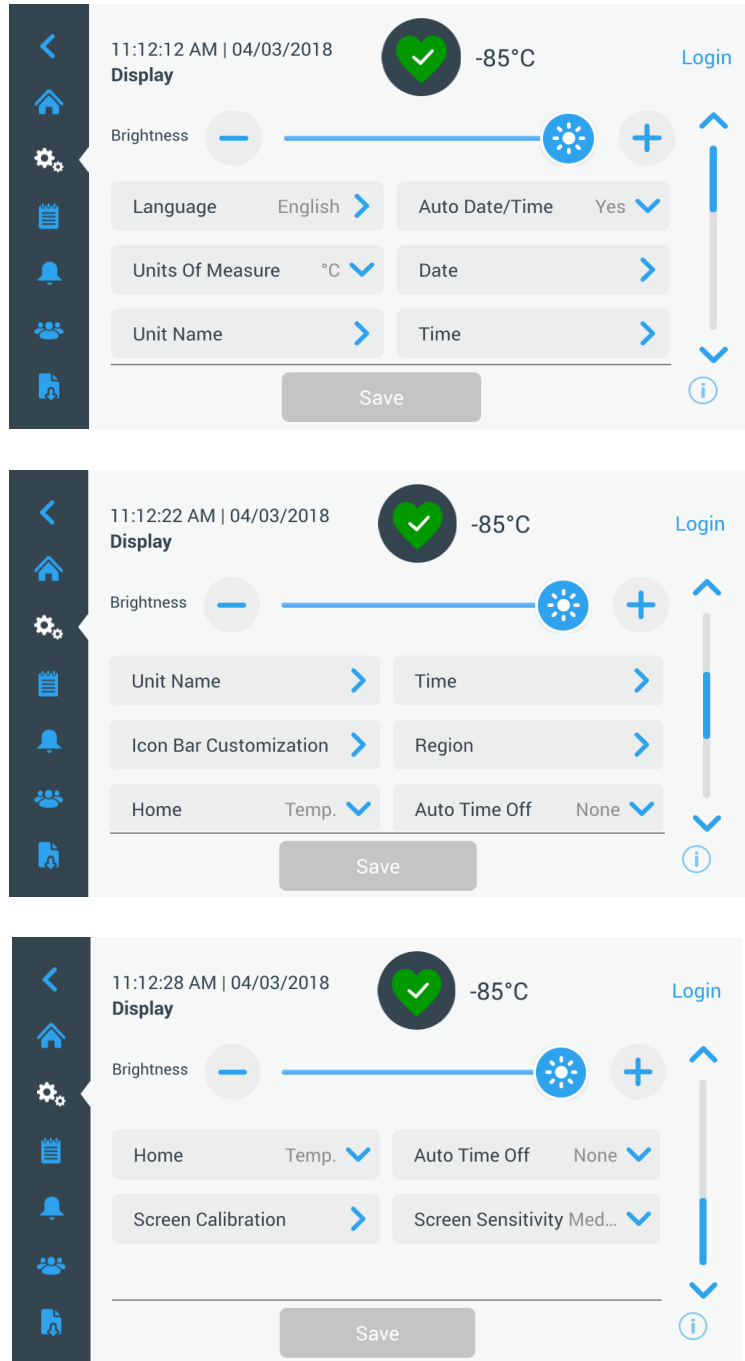 11:12:12 AM | 04/03/2018
Display
-85°C
Login
Brightness
Language English
Auto Date/Time Yes
Units Of Measure °C
Date
Unit Name
Time
Save
11:12:22 AM | 04/03/2018
Display
-85°C
Login
Brightness
Unit Name
Time
Icon Bar Customization
Region
Home Temp.
Auto Time Off None
Save
11:12:28 AM | 04/03/2018
Display
-85°C
Login
Brightness
Home Temp.
Auto Time Off None
Screen Calibration
Screen Sensitivity Med...
Save